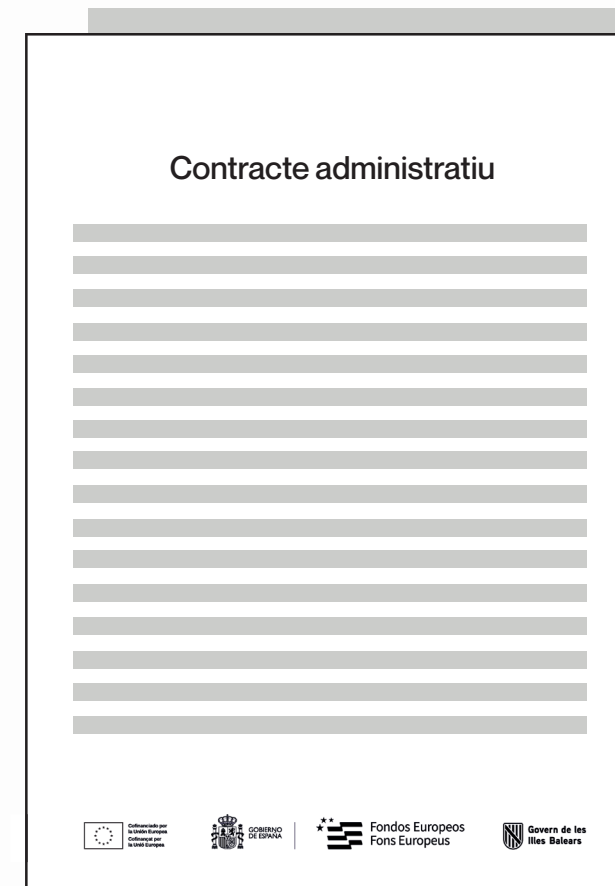 Contracte administratiu
Cofinanciado por
la Unión Europea
Cofinançat per
la Unió Europea
GOBIERNO
DE ESPAÑA
Fondos Europeos
Fons Europeus
Govern de les
Illes Balears